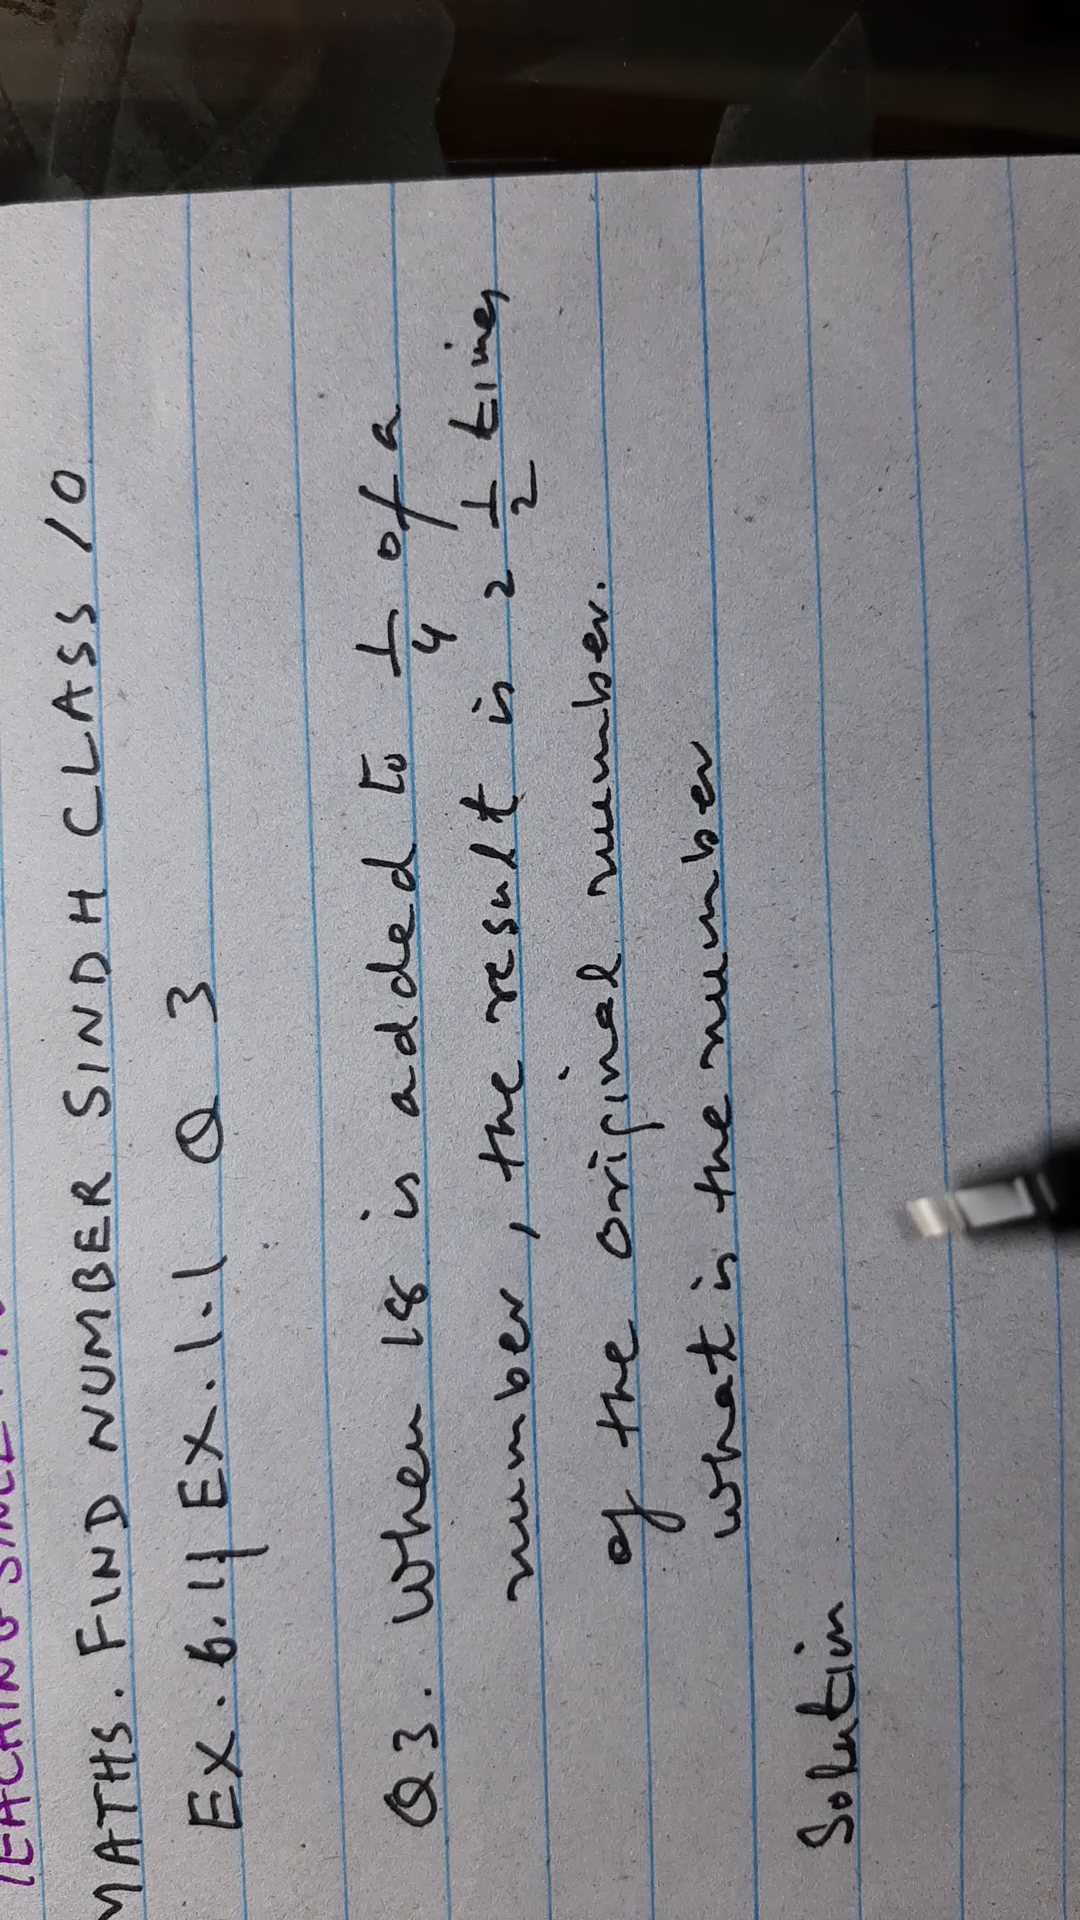 MATHS. FIND NUMBER SINDH CLASS 10
EX. 6.11 EX. 1.1 Q 3
Q3. When 18 is added to 1/4 of a
number, the result is 2 1/2 times
of the original number.
what is the number
Solution